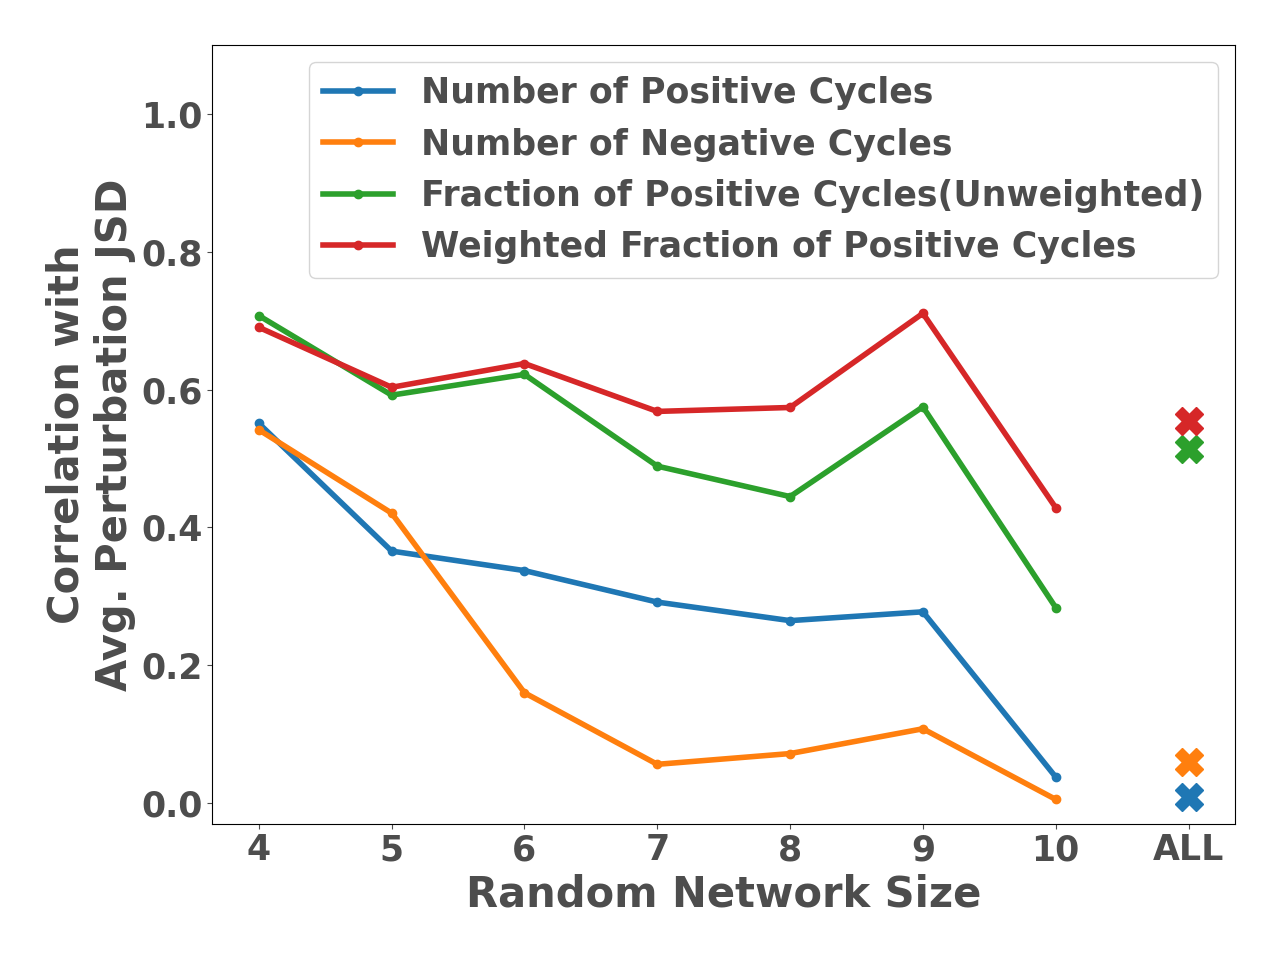 Number of Positive Cycles
Number of Negative Cycles
Fraction of Positive Cycles(Unweighted)
Weighted Fraction of Positive Cycles
Correlation with
Avg. Perturbation JSD
1.0
0.8
0.6
0.4
0.2
0.0
4 5 6 7 8 9 10 ALL
Random Network Size